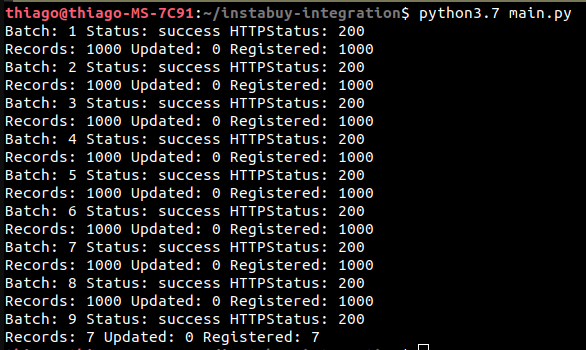 thiago@thiago-MS-7C91:~/instabuy-integration$ python3.7 main.py
Batch: 1 Status: success HTTPStatus: 200
Records: 1000 Updated: 0 Registered: 1000
Batch: 2 Status: success HTTPStatus: 200
Records: 1000 Updated: 0 Registered: 1000
Batch: 3 Status: success HTTPStatus: 200
Records: 1000 Updated: 0 Registered: 1000
Batch: 4 Status: success HTTPStatus: 200
Records: 1000 Updated: 0 Registered: 1000
Batch: 5 Status: success HTTPStatus: 200
Records: 1000 Updated: 0 Registered: 1000
Batch: 6 Status: success HTTPStatus: 200
Records: 1000 Updated: 0 Registered: 1000
Batch: 7 Status: success HTTPStatus: 200
Records: 1000 Updated: 0 Registered: 1000
Batch: 8 Status: success HTTPStatus: 200
Records: 1000 Updated: 0 Registered: 1000
Batch: 9 Status: success HTTPStatus: 200
Records: 7 Updated: 0 Registered: 7